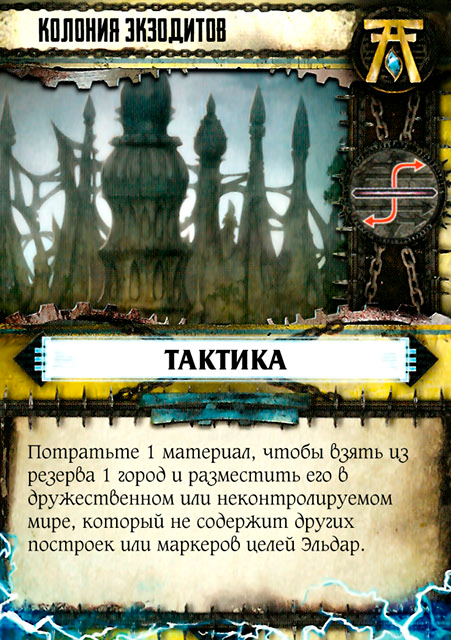 КОЛОНИЯ ЭКЗОДИТОВ
ТАКТИКА
Потратьте 1 материал, чтобы взять из
резерва 1 город и разместить его в
дружественном или неконтролируемом
мире, который не содержит других
построек или маркеров целей Эльдар.